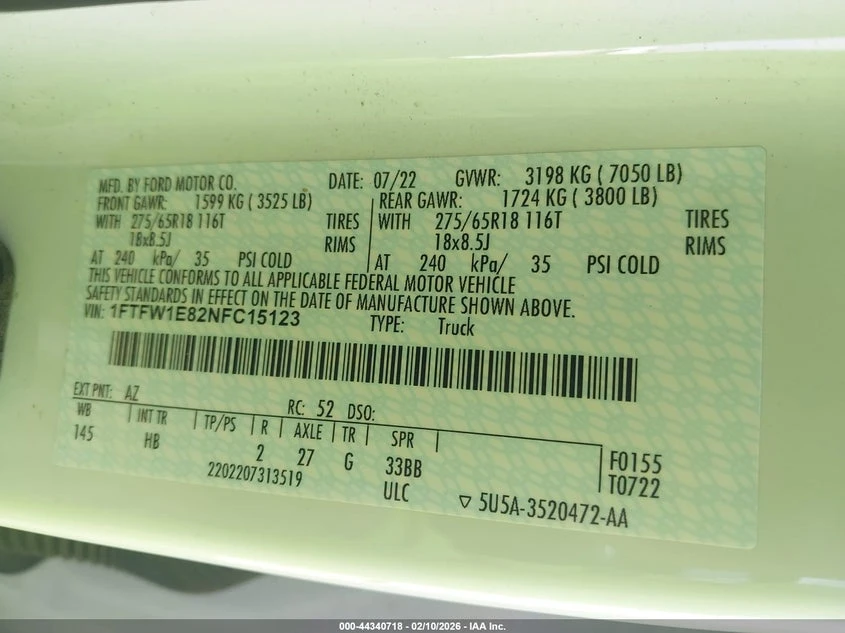 MFD. BY FORD MOTOR CO. DATE: 07/22 GVWR: 3198 KG ( 7050 LB)
FRONT GAWR: 1599 KG ( 3525 LB) REAR GAWR: 1724 KG ( 3800 LB)
WITH 275/65R18 116T TIRES WITH 275/65R18 116T TIRES
18x8.5J RIMS 18x8.5J RIMS
AT 240 kPa/ 35 PSI COLD AT 240 kPa/ 35 PSI COLD
THIS VEHICLE CONFORMS TO ALL APPLICABLE FEDERAL MOTOR VEHICLE
SAFETY STANDARDS IN EFFECT ON THE DATE OF MANUFACTURE SHOWN ABOVE.
VIN: 1FTFW1E82NFC15123 TYPE: Truck
EXT PNT: AZ RC: 52 DSO:
WB INT TR TP/PS R AXLE TR SPR
145 HB 2 27 G 33BB F0155
2202207313519 ULC T0722
▽ 5U5A-3520472-AA
000-44340718 - 02/10/2026 - IAA Inc.